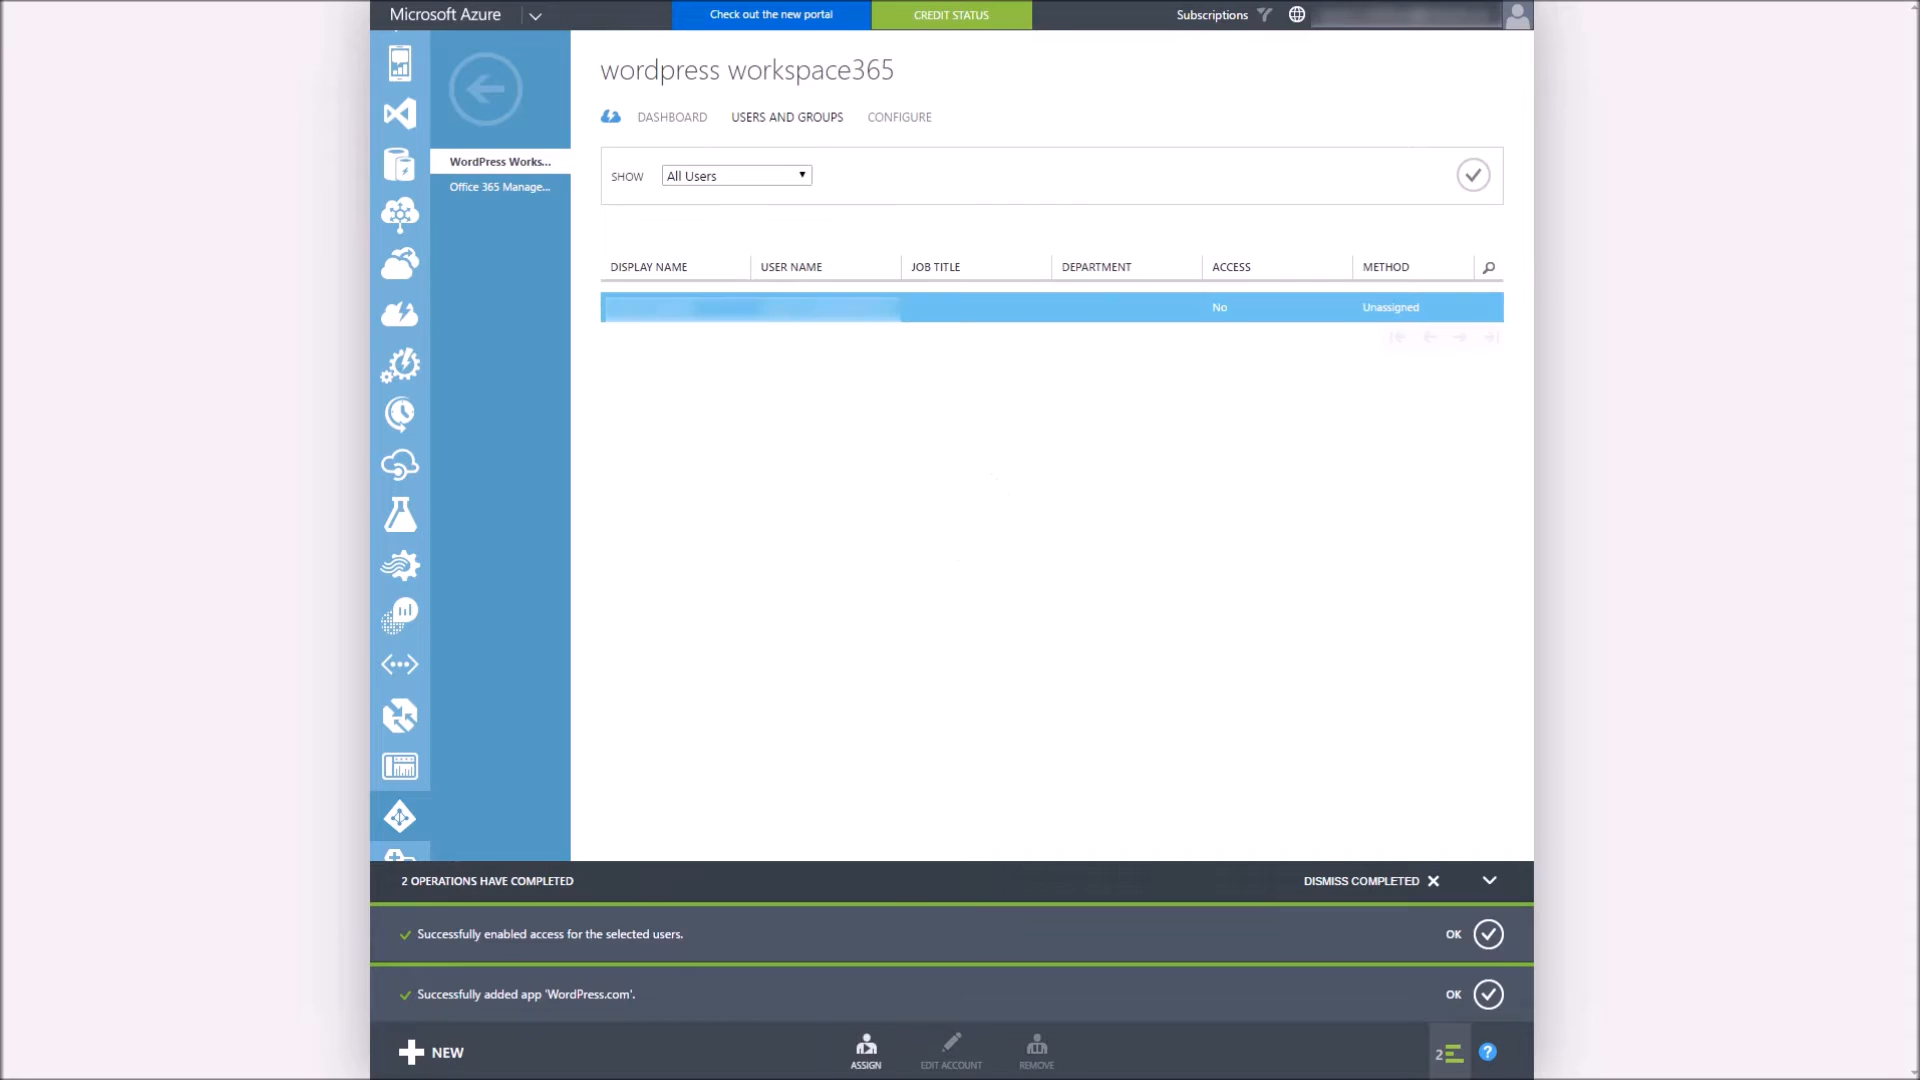 Microsoft Azure
Check out the new portal
CREDIT STATUS
Subscriptions
wordpress workspace365
DASHBOARD
USERS AND GROUPS
CONFIGURE
WordPress Works...
Office 365 Manage...
SHOW
All Users
DISPLAY NAME
USER NAME
JOB TITLE
DEPARTMENT
ACCESS
METHOD
No
Unassigned
2 OPERATIONS HAVE COMPLETED
DISMISS COMPLETED
Successfully enabled access for the selected users.
OK
Successfully added app 'WordPress.com'.
OK
NEW
ASSIGN
EDIT ACCOUNT
REMOVE
2
?